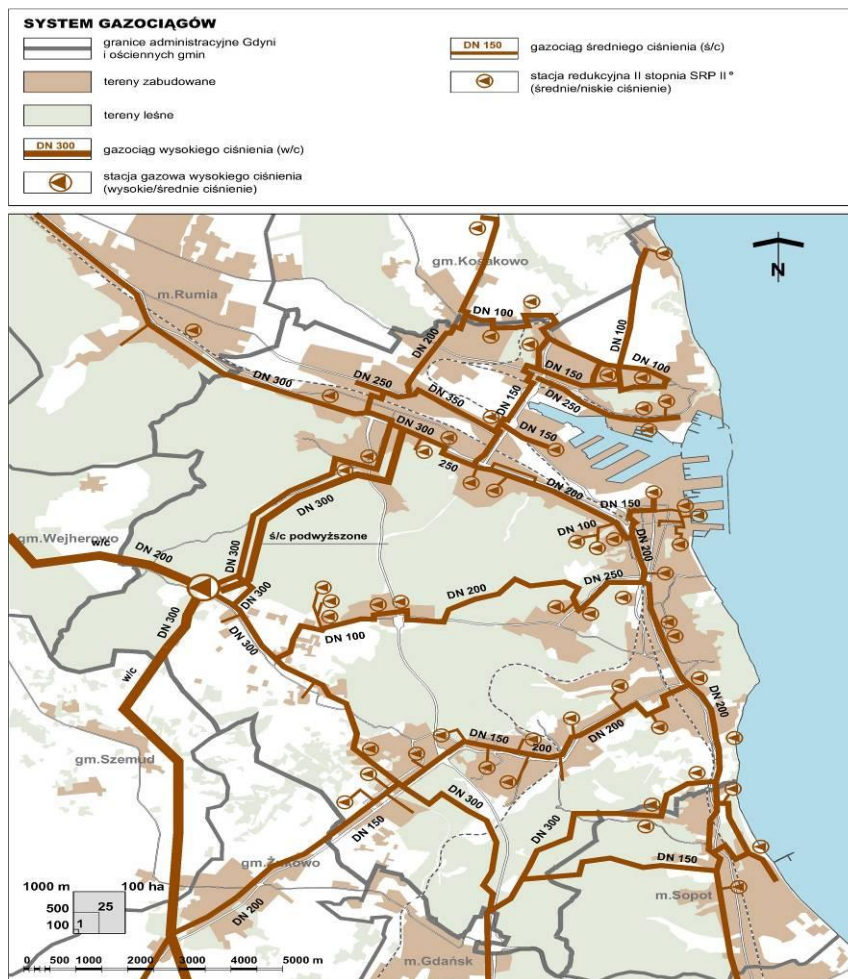 SYSTEM GAZOCIĄGÓW
granice administracyjne Gdyni
i ościennych gmin
tereny zabudowane
tereny leśne
DN 300
gazociąg wysokiego ciśnienia (w/c)
stacja gazowa wysokiego ciśnienia
(wysokie/średnie ciśnienie)
DN 150
gazociąg średniego ciśnienia (ś/c)
stacja redukcyjna II stopnia SRP II°
(średnie/niskie ciśnienie)
gm.Kosakowo
N
m.Rumia
DN 100
DN 200
DN 100
DN 150
DN 100
DN 300
DN 250
DN 350
DN 150
DN 250
DN 300
DN 150
250
DN 200
DN 300
DN 150
gm.Wejherowo
w/c
ś/c podwyższone
DN 100
DN 200
DN 200
DN 300
DN 250
DN 300
DN 200
DN 300
DN 100
DN 300
w/c
DN 200
DN 150
200
DN 200
gm.Szemud
DN 300
DN 150
DN 300
DN 150
gm.Żukowo
1000 m
100 ha
500
25
100
1
DN 200
m.Sopot
m.Gdańsk
0 500 1000 2000 3000 4000 5000 m